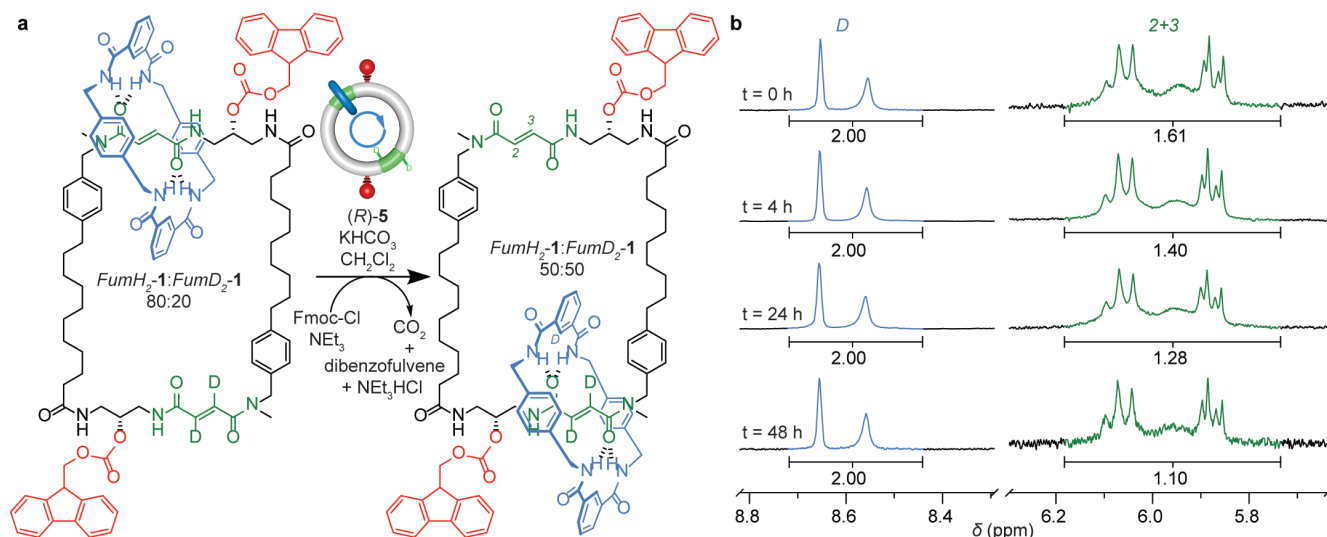 a
b
O
O
N
H
H
N
O
O
O
N
O
N
H
O
H
N
O
N
H
H
N
O
O
O
O
FumH2-1:FumD2-1
80:20
O
N
H
O
O
H
N
O
D
D
O
N
O
O
D
D
(R)-5
KHCO3
CH2Cl2
Fmoc-Cl
NEt3
CO2
+
dibenzofulvene
+ NEt3HCl
O
O
O
N
O
3
2
O
H
N
H
N
O
FumH2-1:FumD2-1
50:50
O
D
O
N
H
H
N
O
N
H
O
O
O
H
N
O
D
D
O
N
N
H
H
N
O
O
O
O
D
2+3
t = 0 h
2.00
1.61
t = 4 h
2.00
1.40
t = 24 h
2.00
1.28
t = 48 h
2.00
1.10
8.8
8.6
8.4
6.2
6.0
5.8
δ (ppm)